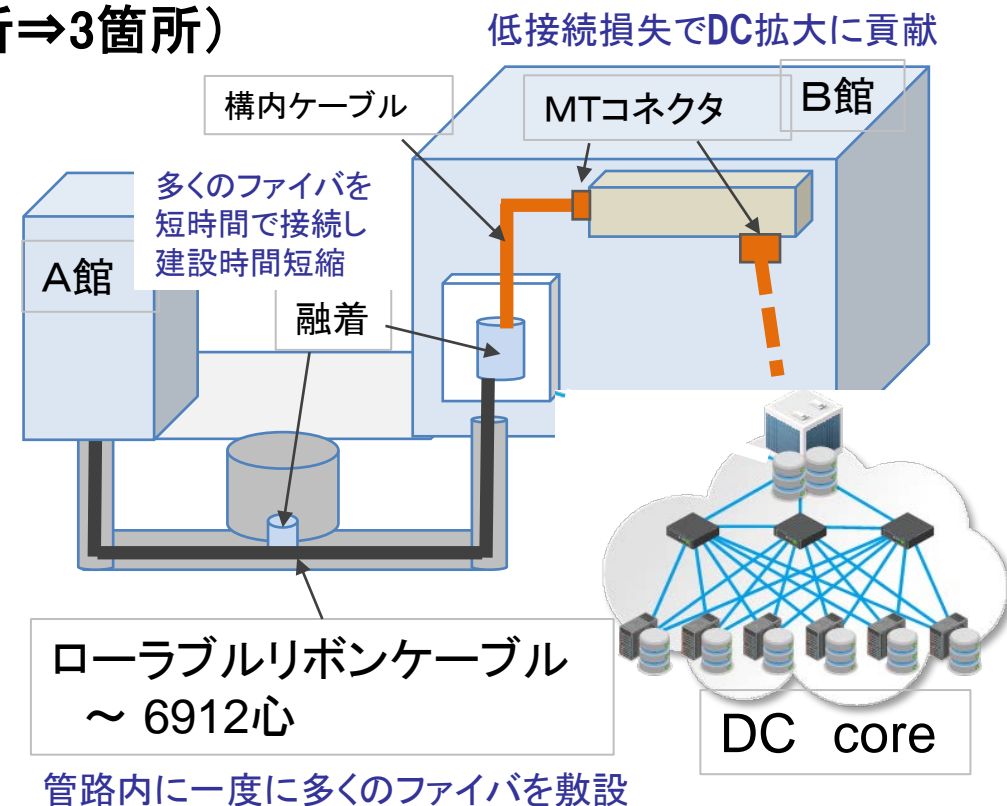 所⇒3箇所）
低接続損失でDC拡大に貢献
構内ケーブル
ＭＴコネクタ
Ｂ館
多くのファイバを
短時間で接続し
建設時間短縮
Ａ館
融着
ローラブルリボンケーブル
～ 6912心
DC　core
管路内に一度に多くのファイバを敷設